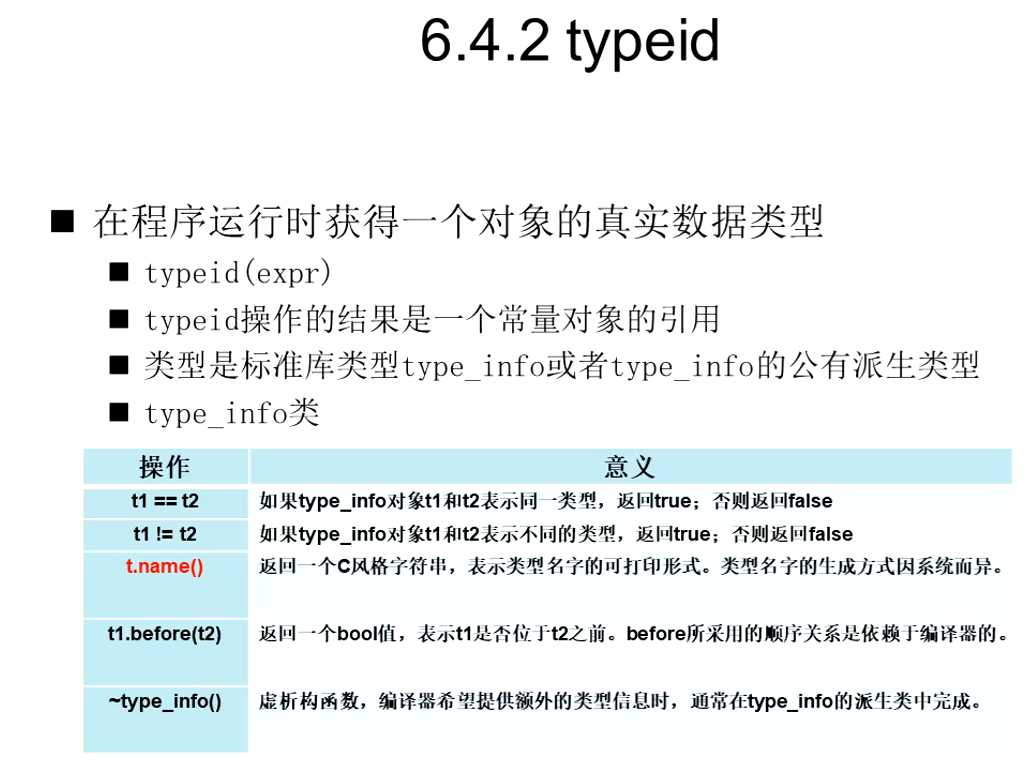 6.4.2 typeid
在程序运行时获得一个对象的真实数据类型
typeid(expr)
typeid操作的结果是一个常量对象的引用
类型是标准库类型type_info或者type_info的公有派生类型
type_info类
操作 意义
t1 == t2 如果type_info对象t1和t2表示同一类型，返回true；否则返回false
t1 != t2 如果type_info对象t1和t2表示不同的类型，返回true；否则返回false
t.name() 返回一个C风格字符串，表示类型名字的可打印形式。类型名字的生成方式因系统而异。
t1.before(t2) 返回一个bool值，表示t1是否位于t2之前。before所采用的顺序关系是依赖于编译器的。
~type_info() 虚析构函数，编译器希望提供额外的类型信息时，通常在type_info的派生类中完成。